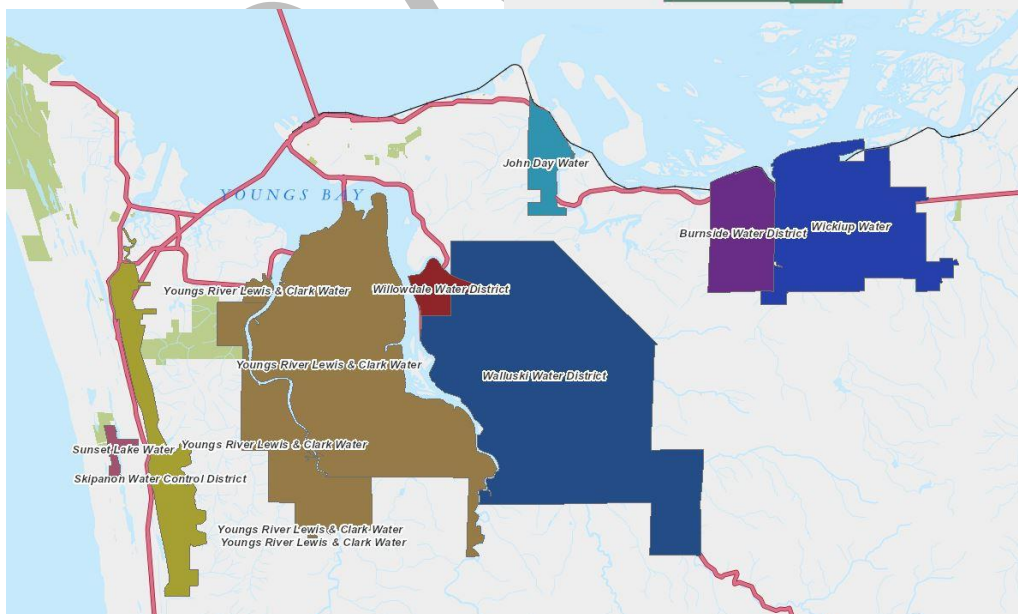 John Day Water
YOUNGS BAY
Burnside Water District
Wickiup Water
Youngs River Lewis & Clark Water
Willowdale Water District
Youngs River Lewis & Clark Water
Walluski Water District
Youngs River Lewis & Clark Water
Sunset Lake Water
Skipanon Water Control District
Youngs River Lewis & Clark Water
Youngs River Lewis & Clark Water